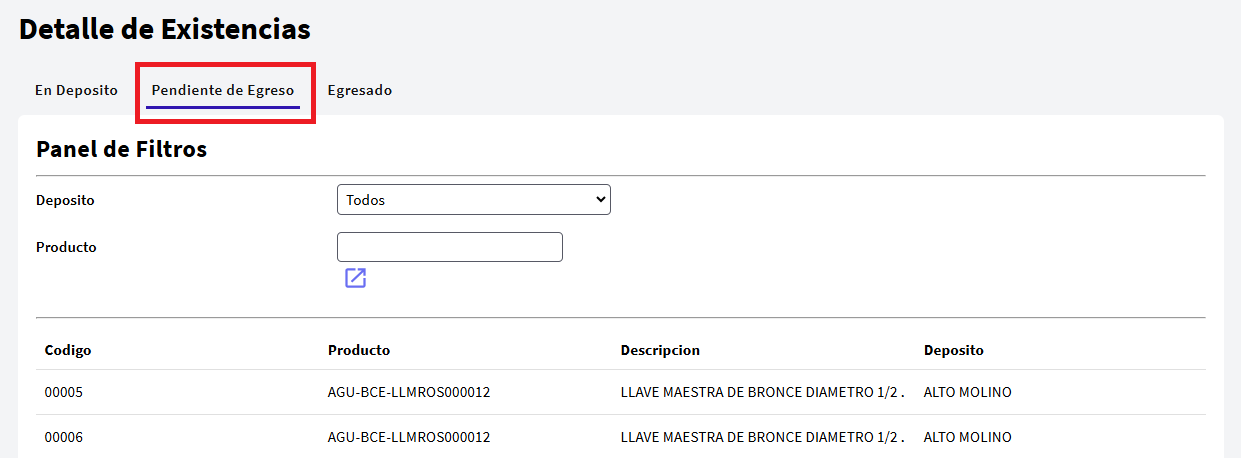 Detalle de Existencias
En Deposito Pendiente de Egreso Egresado
Panel de Filtros
Deposito Todos
Producto
Codigo Producto Descripcion Deposito
00005 AGU-BCE-LLMROS000012 LLAVE MAESTRA DE BRONCE DIAMETRO 1/2 . ALTO MOLINO
00006 AGU-BCE-LLMROS000012 LLAVE MAESTRA DE BRONCE DIAMETRO 1/2 . ALTO MOLINO